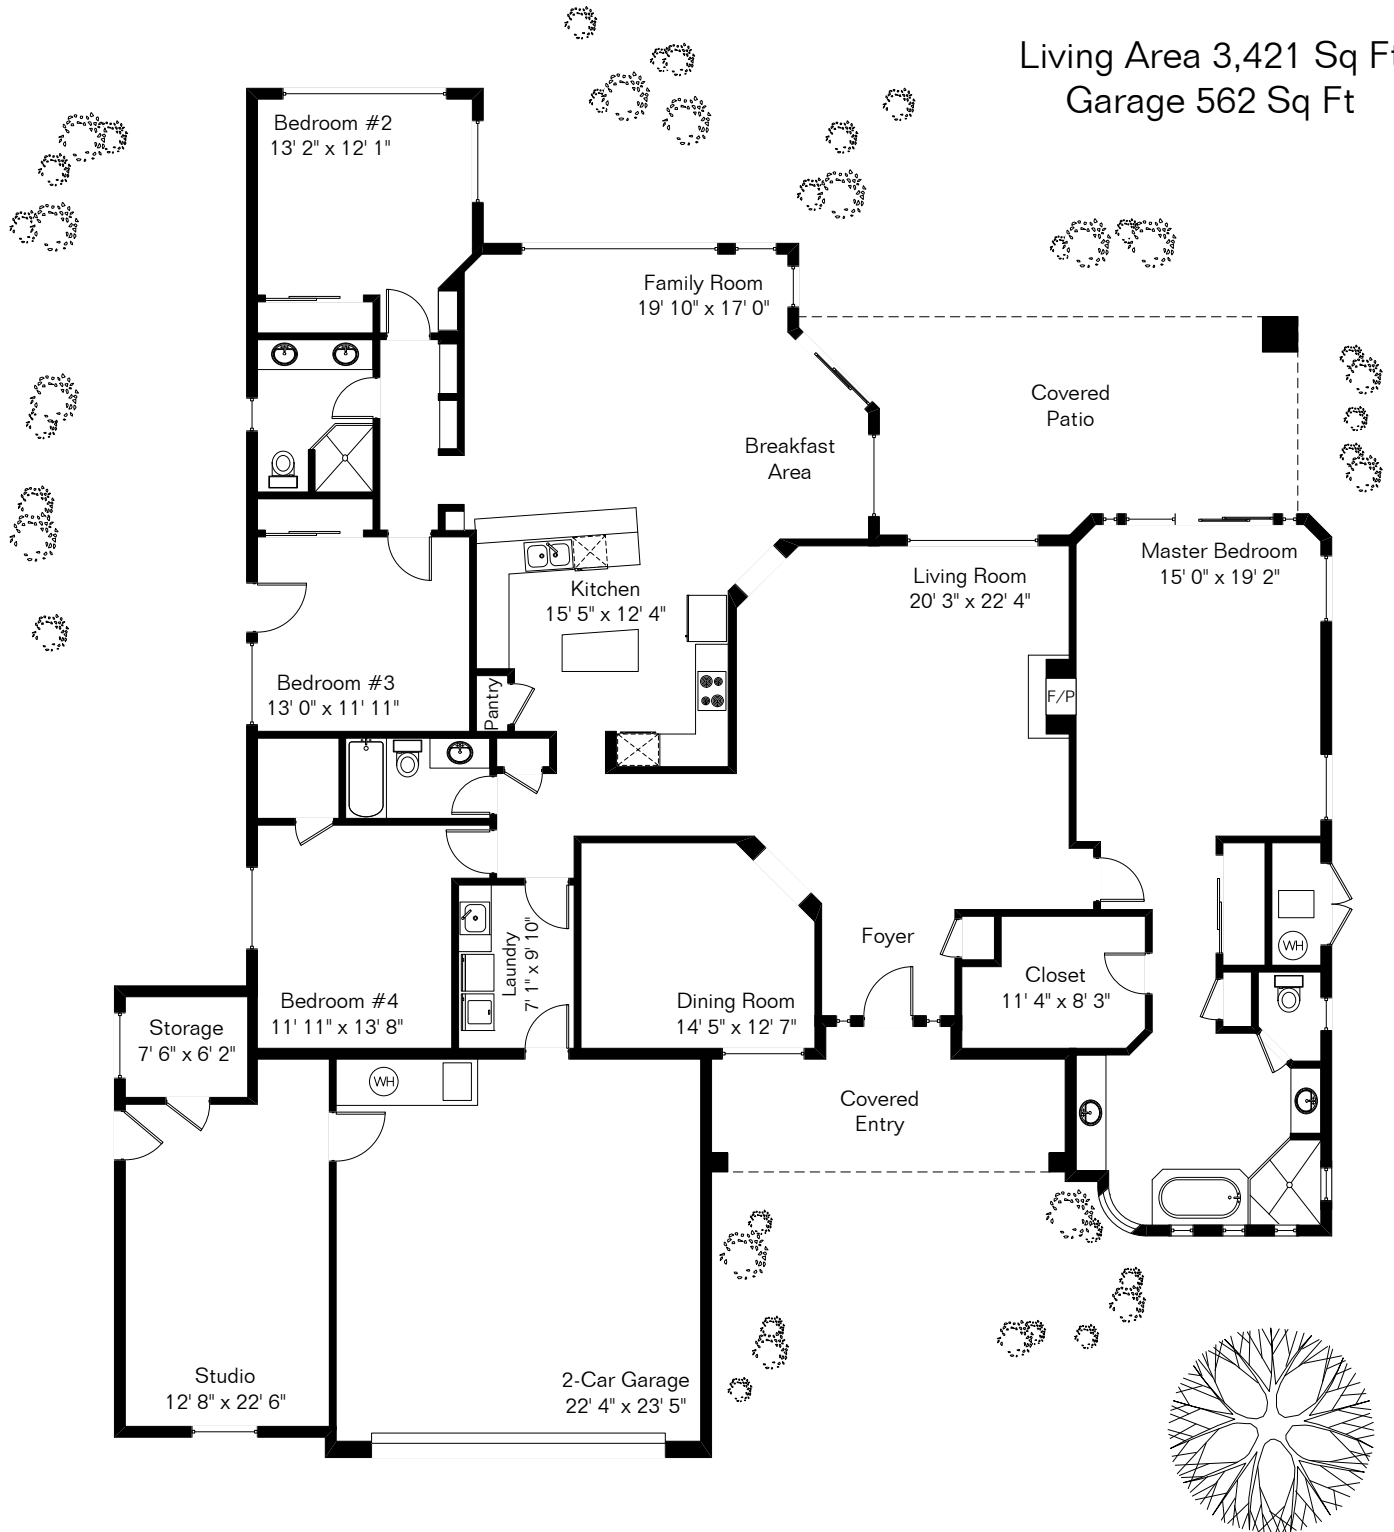 Living Area 3,421 Sq Ft
Garage 562 Sq Ft
Bedroom #2
13' 2" x 12' 1"
Family Room
19' 10" x 17' 0"
Covered
Patio
Breakfast
Area
Master Bedroom
15' 0" x 19' 2"
Living Room
20' 3" x 22' 4"
Kitchen
15' 5" x 12' 4"
Bedroom #3
13' 0" x 11' 11"
Pantry
F/P
Foyer
WH
Laundry
7' 1" x 9' 10"
Closet
11' 4" x 8' 3"
Bedroom #4
11' 11" x 13' 8"
Dining Room
14' 5" x 12' 7"
Storage
7' 6" x 6' 2"
WH
Covered
Entry
Studio
12' 8" x 22' 6"
2-Car Garage
22' 4" x 23' 5"